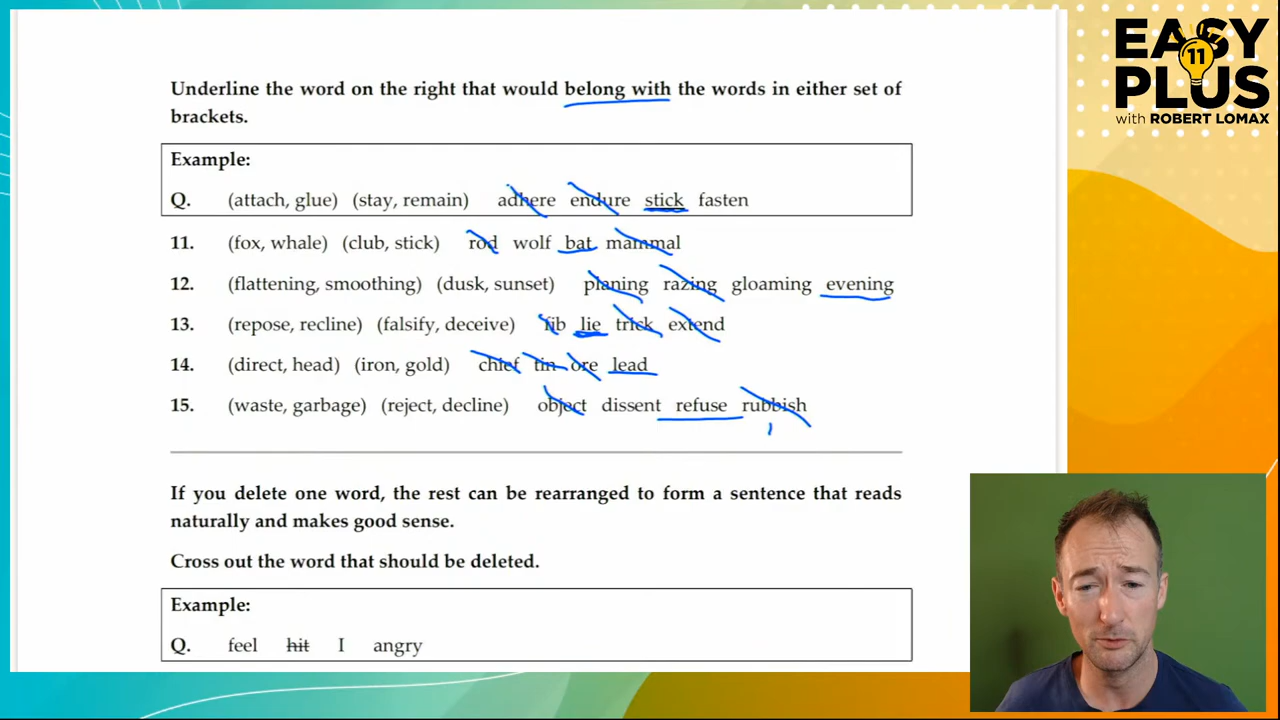 EASY
11
PLUS
with ROBERT LOMAX
Underline the word on the right that would belong with the words in either set of
brackets.
Example:
Q. (attach, glue) (stay, remain) adhere endure stick fasten
11. (fox, whale) (club, stick) rod wolf bat mammal
12. (flattening, smoothing) (dusk, sunset) planing razing gloaming evening
13. (repose, recline) (falsify, deceive) fib lie trick extend
14. (direct, head) (iron, gold) chief tin ore lead
15. (waste, garbage) (reject, decline) object dissent refuse rubbish
If you delete one word, the rest can be rearranged to form a sentence that reads
naturally and makes good sense.
Cross out the word that should be deleted.
Example:
Q. feel hit I angry